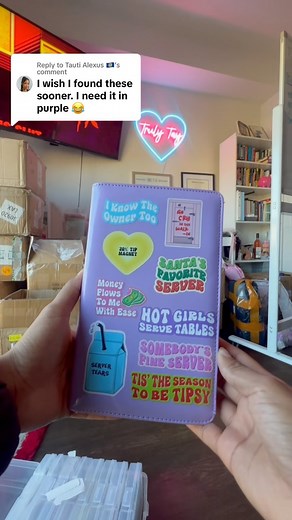 Reply to Tauti Alexus's
comment
I wish I found these
sooner. I need it in
purple 😂
Truly Tay
I Know The
Owner Too
20% TIP
MAGNET
SANTA'S
FAVORITE
SERVER
Money
Flows
To Me
With Ease
HOT GIRLS
SERVE TABLES
SERVER
TEARS
SOMEBODY'S
FINE SERVER
TIS' THE SEASON
TO BE TIPSY